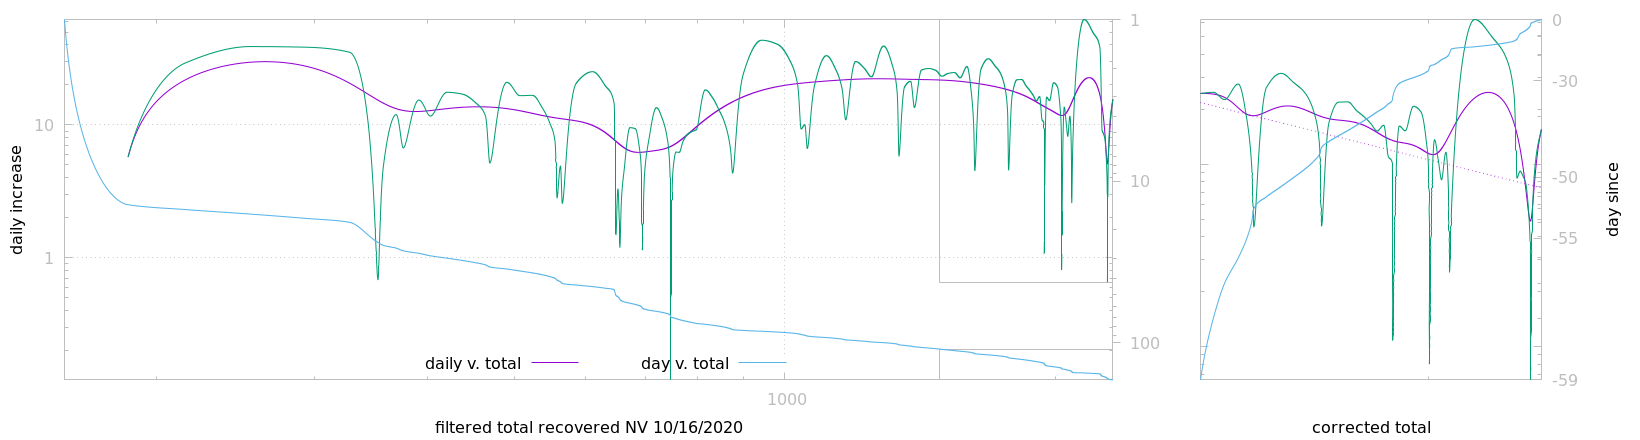 daily increase
10
1
daily v. total
day v. total
1000
filtered total recovered NV 10/16/2020
1
10
100
0
-30
-50
-55
-59
day since
corrected total